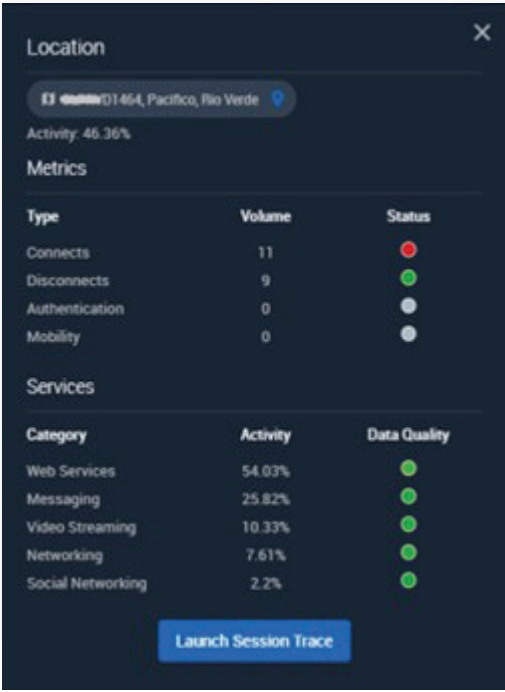 Location
/D1464, Pacifico, Rio Verde
Activity: 46.36%
Metrics
Type Volume Status
Connects 11
Disconnects 9
Authentication 0
Mobility 0
Services
Category Activity Data Quality
Web Services 54.03%
Messaging 25.82%
Video Streaming 10.33%
Networking 7.61%
Social Networking 2.2%
Launch Session Trace